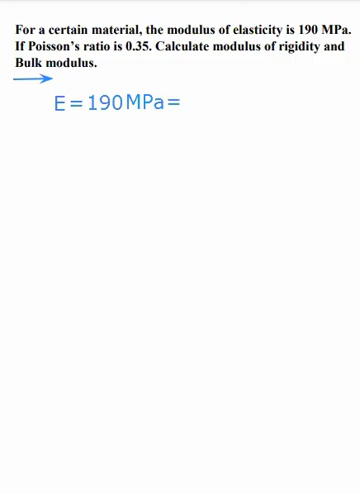 For a certain material, the modulus of elasticity is 190 MPa.
If Poisson's ratio is 0.35. Calculate modulus of rigidity and
Bulk modulus.
E = 190 MPa =